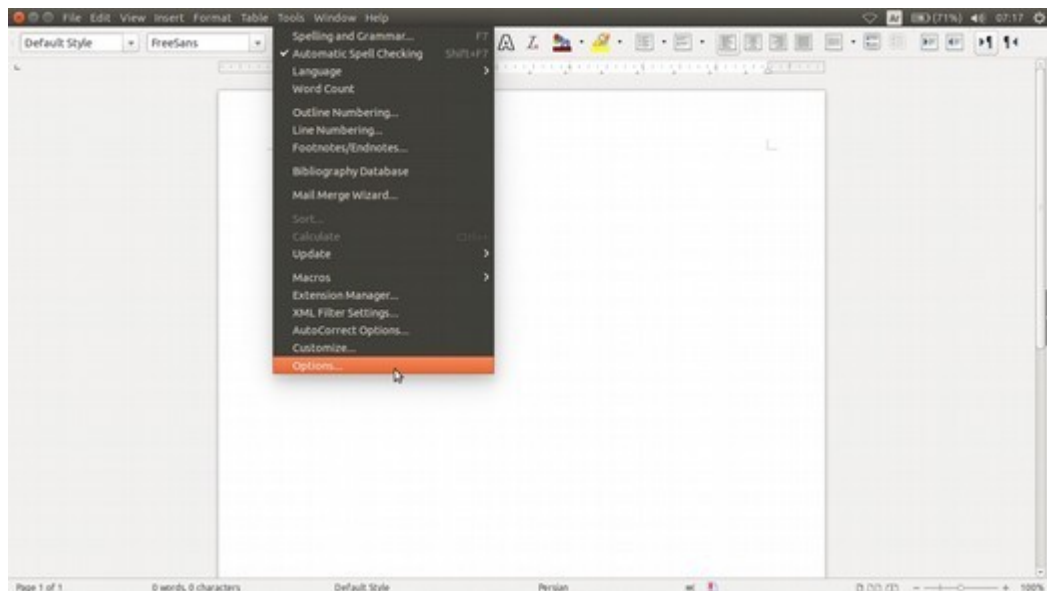 File Edit View Insert Format Table Tools Window Help
Ar (71%) 07:17
Default Style FreeSans
Spelling and Grammar... F7
Automatic Spell Checking Shift+F7
Language
Word Count
Outline Numbering...
Line Numbering...
Footnotes/Endnotes...
Bibliography Database
Mail Merge Wizard...
Sort...
Calculate Ctrl++
Update
Macros
Extension Manager...
XML Filter Settings...
AutoCorrect Options...
Customize...
Options...
Page 1 of 1 0 words, 0 characters Default Style Persian 100%